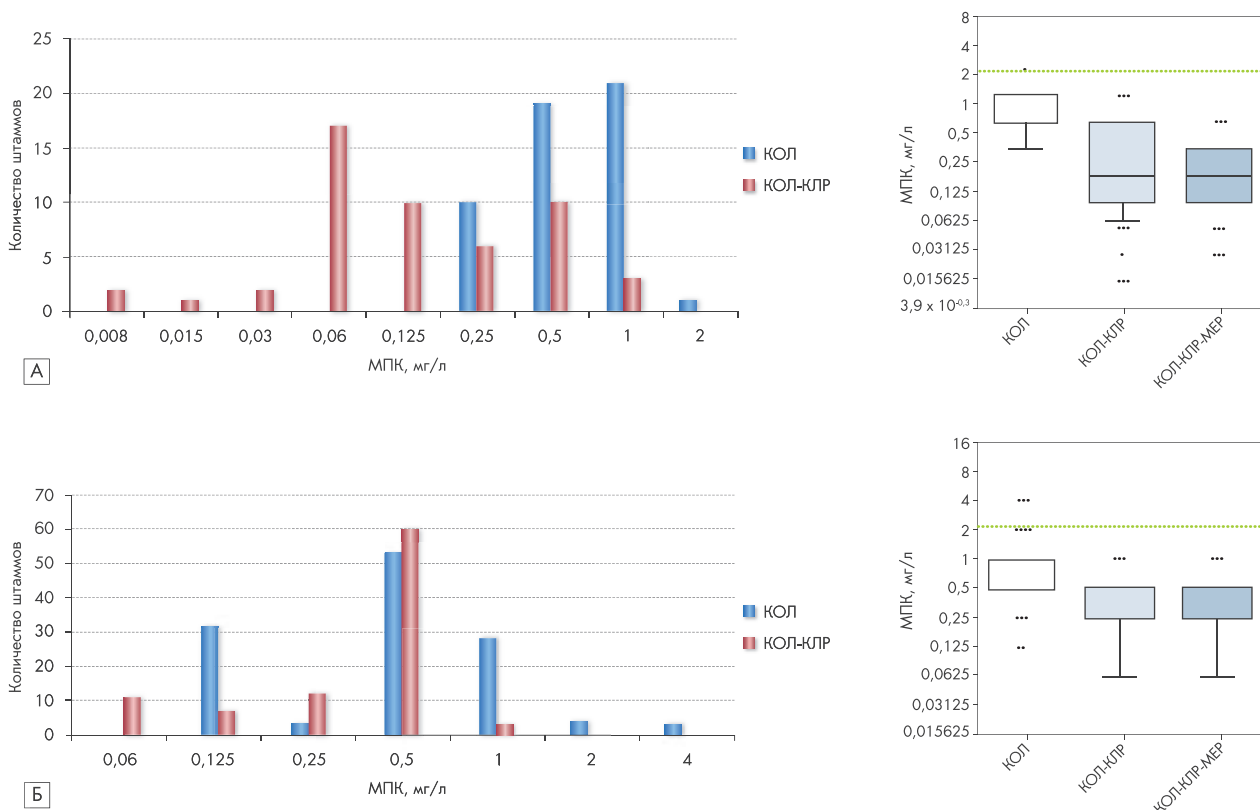 25
20
15
10
5
0
Количество штаммов
0,008 0,015 0,03 0,06 0,125 0,25 0,5 1 2
МПК, мг/л
КОЛ
КОЛ-КЛР
А
8
4
2
1
0,5
0,25
0,125
0,0625
0,03125
0,015625
3,9 x 10-0,3
МПК, мг/л
КОЛ
КОЛ-КЛР
КОЛ-КЛР-МЕР
70
60
50
40
30
20
10
0
Количество штаммов
0,06 0,125 0,25 0,5 1 2 4
МПК, мг/л
КОЛ
КОЛ-КЛР
Б
16
8
4
2
1
0,5
0,25
0,125
0,0625
0,03125
0,015625
МПК, мг/л
КОЛ
КОЛ-КЛР
КОЛ-КЛР-МЕР